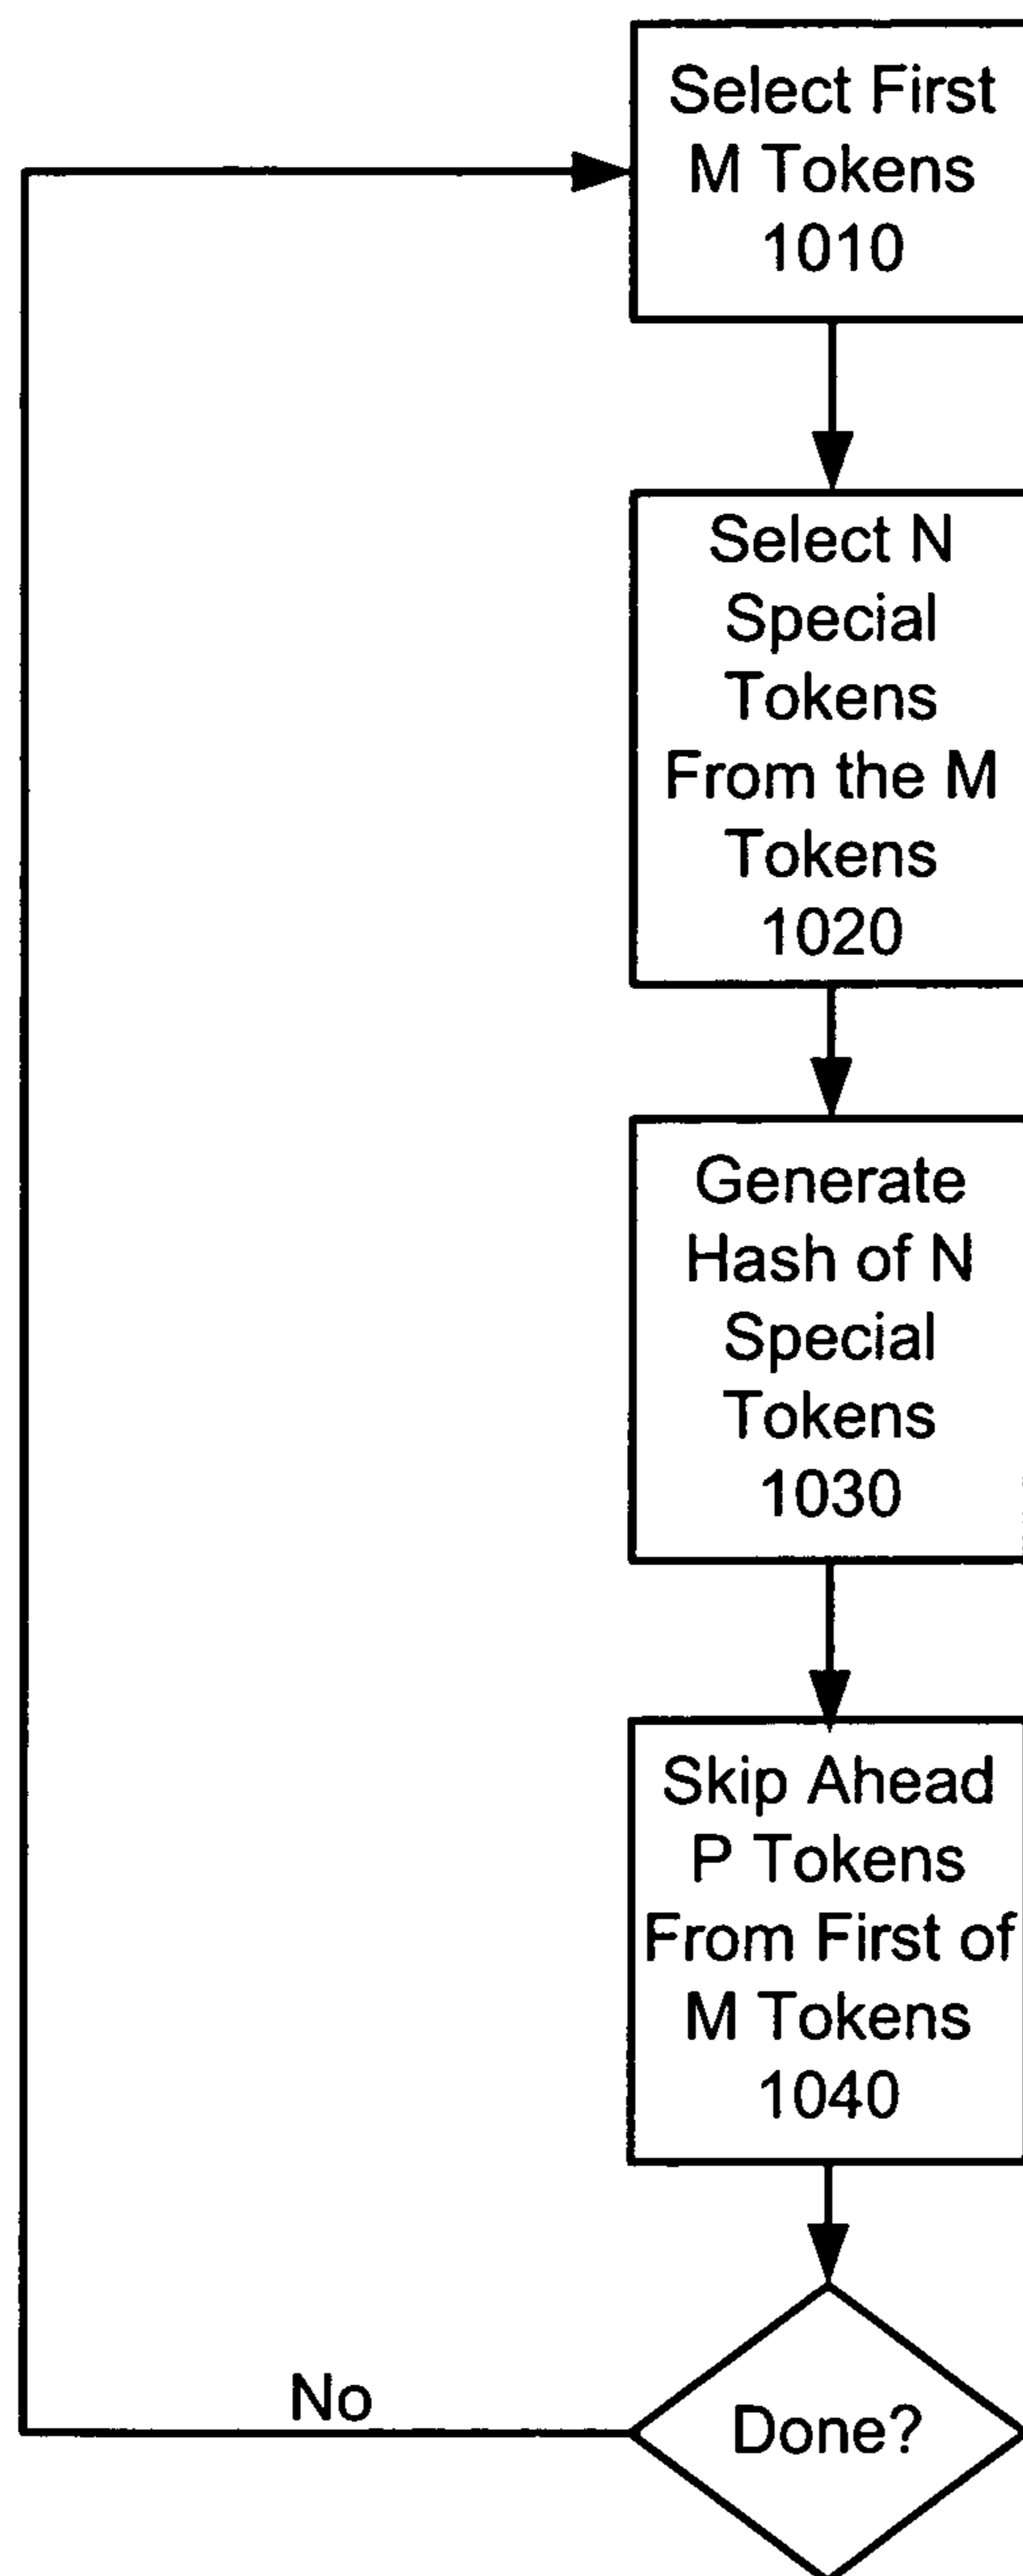 Select First
M Tokens
1010
Select N
Special
Tokens
From the M
Tokens
1020
Generate
Hash of N
Special
Tokens
1030
Skip Ahead
P Tokens
From First of
M Tokens
1040
No
Done?